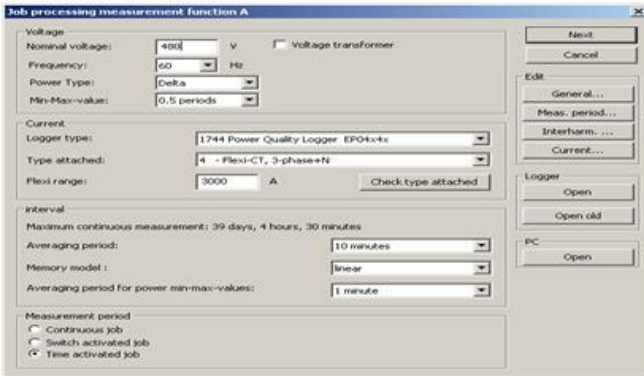 Job processing measurement function A
Voltage
Nominal voltage: 480 V Voltage transformer
Frequency: 60 Hz
Power Type: Delta
Min-Max-value: 0.5 periods
Current
Logger type: 1744 Power Quality Logger EP04x4x
Type attached: 4 - Flexi-CT, 3-phase+N
Flexi range: 3000 A Check type attached
interval
Maximum continuous measurement: 39 days, 4 hours, 30 minutes
Averaging period: 10 minutes
Memory model : linear
Averaging period for power min-max-values: 1 minute
Measurement period
Continuous job
Switch activated job
Time activated job
Next
Cancel
Edit
General...
Meas. period...
Interharm. ...
Current...
Logger
Open
Open old
PC
Open